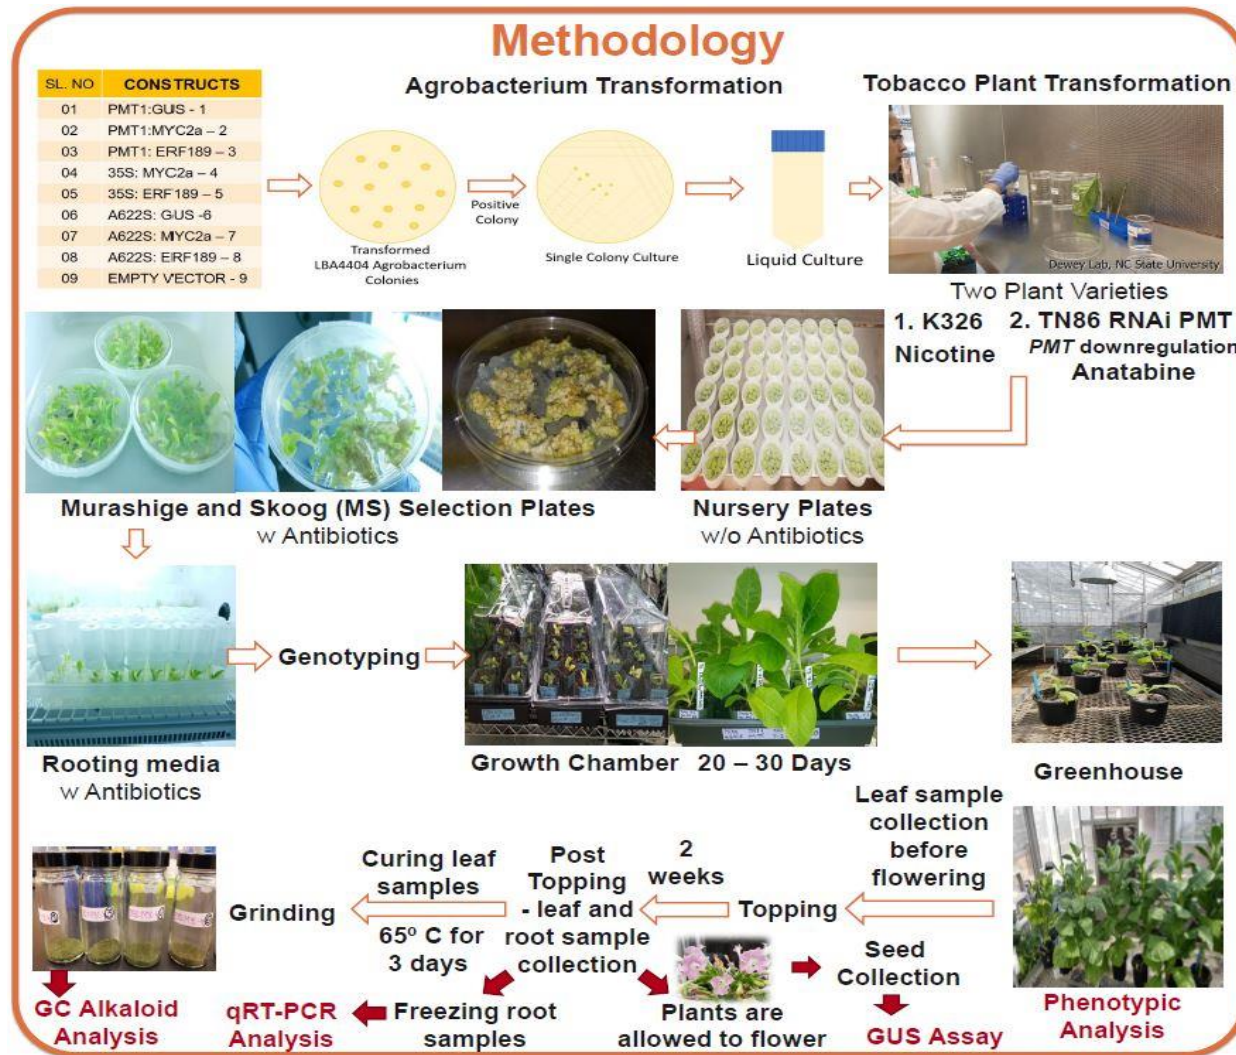 Methodology
SL. NO CONSTRUCTS
01 PMT1:GUS - 1
02 PMT1:MYC2a – 2
03 PMT1: ERF189 – 3
04 35S: MYC2a – 4
05 35S: ERF189 - 5
06 A622S: GUS -6
07 A622S: MYC2a – 7
08 A622S: ERF189 – 8
09 EMPTY VECTOR - 9
Agrobacterium Transformation
Transformed
LBA4404 Agrobacterium
Colonies
Positive
Colony
Single Colony Culture
Liquid Culture
Tobacco Plant Transformation
Dewey Lab, NC State University
Two Plant Varieties
1. K326
Nicotine
2. TN86 RNAi PMT
PMT downregulation
Anatabine
Nursery Plates
w/o Antibiotics
Murashige and Skoog (MS) Selection Plates
w Antibiotics
Rooting media
w Antibiotics
Genotyping
Growth Chamber 20 – 30 Days
Greenhouse
Phenotypic
Analysis
Leaf sample
collection
before
flowering
Topping
2
weeks
Post
Topping
- leaf and
root sample
collection
Curing leaf
samples
65º C for
3 days
Grinding
GC Alkaloid
Analysis
Freezing root
samples
qRT-PCR
Analysis
Plants are
allowed to flower
Seed
Collection
GUS Assay